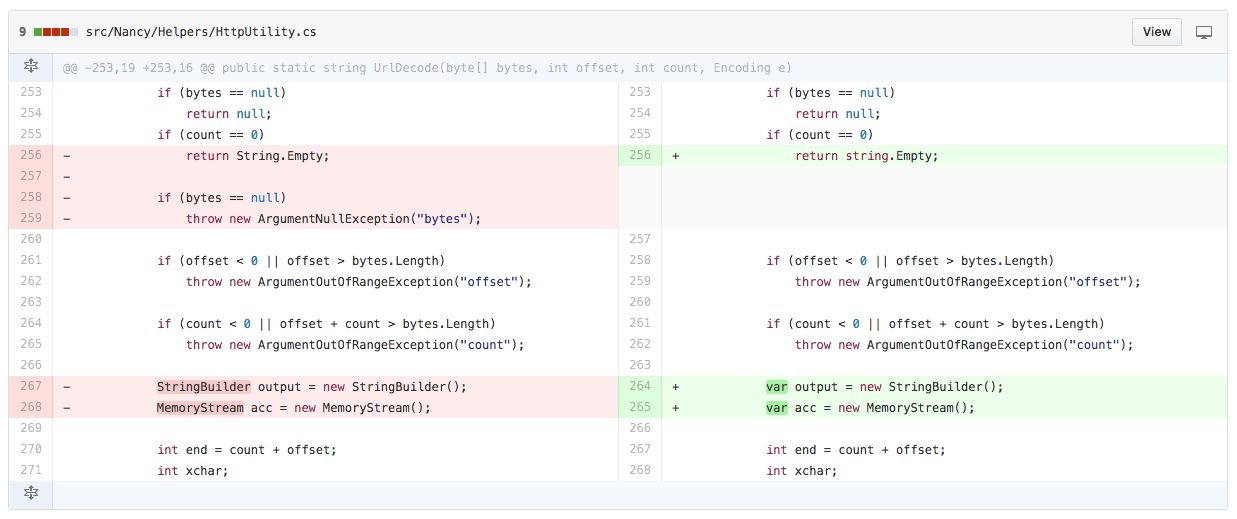 9 src/Nancy/Helpers/HttpUtility.cs View
@@ -253,19 +253,16 @@ public static string UrlDecode(byte[] bytes, int offset, int count, Encoding e)
253 if (bytes == null) 253 if (bytes == null)
254 return null; 254 return null;
255 if (count == 0) 255 if (count == 0)
256 - return String.Empty; 256 + return string.Empty;
257 -
258 - if (bytes == null)
259 - throw new ArgumentNullException("bytes");
260 257
261 if (offset < 0 || offset > bytes.Length) 258 if (offset < 0 || offset > bytes.Length)
262 throw new ArgumentOutOfRangeException("offset"); 259 throw new ArgumentOutOfRangeException("offset");
263 260
264 if (count < 0 || offset + count > bytes.Length) 261 if (count < 0 || offset + count > bytes.Length)
265 throw new ArgumentOutOfRangeException("count"); 262 throw new ArgumentOutOfRangeException("count");
266 263
267 - StringBuilder output = new StringBuilder(); 264 + var output = new StringBuilder();
268 - MemoryStream acc = new MemoryStream(); 265 + var acc = new MemoryStream();
269 266
270 int end = count + offset; 267 int end = count + offset;
271 int xchar; 268 int xchar;